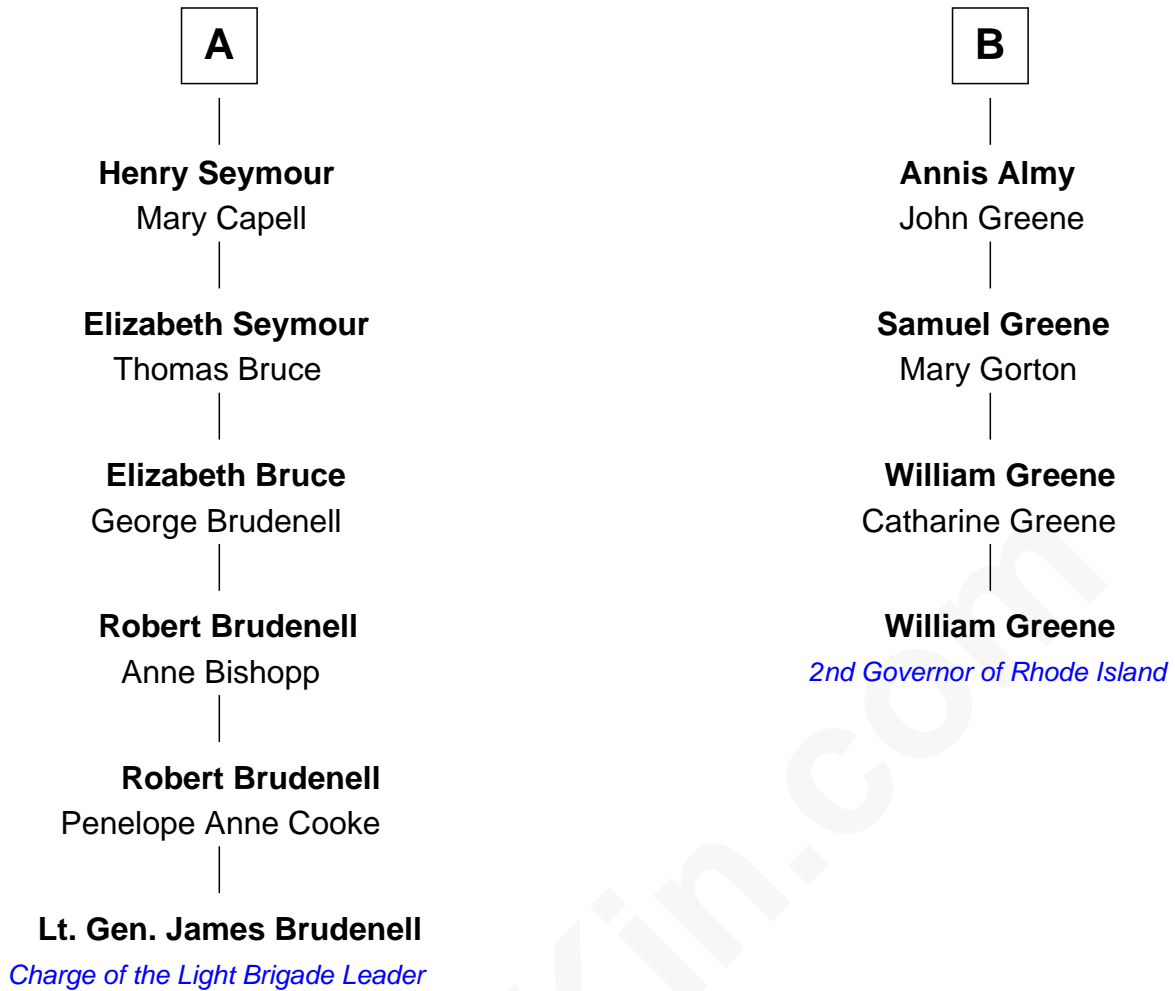 A
Henry Seymour
Mary Capell
Elizabeth Seymour
Thomas Bruce
Elizabeth Bruce
George Brudenell
Robert Brudenell
Anne Bishopp
Robert Brudenell
Penelope Anne Cooke
Lt. Gen. James Brudenell
Charge of the Light Brigade Leader
B
Annis Almy
John Greene
Samuel Greene
Mary Gorton
William Greene
Catharine Greene
William Greene
2nd Governor of Rhode Island
Kin.com